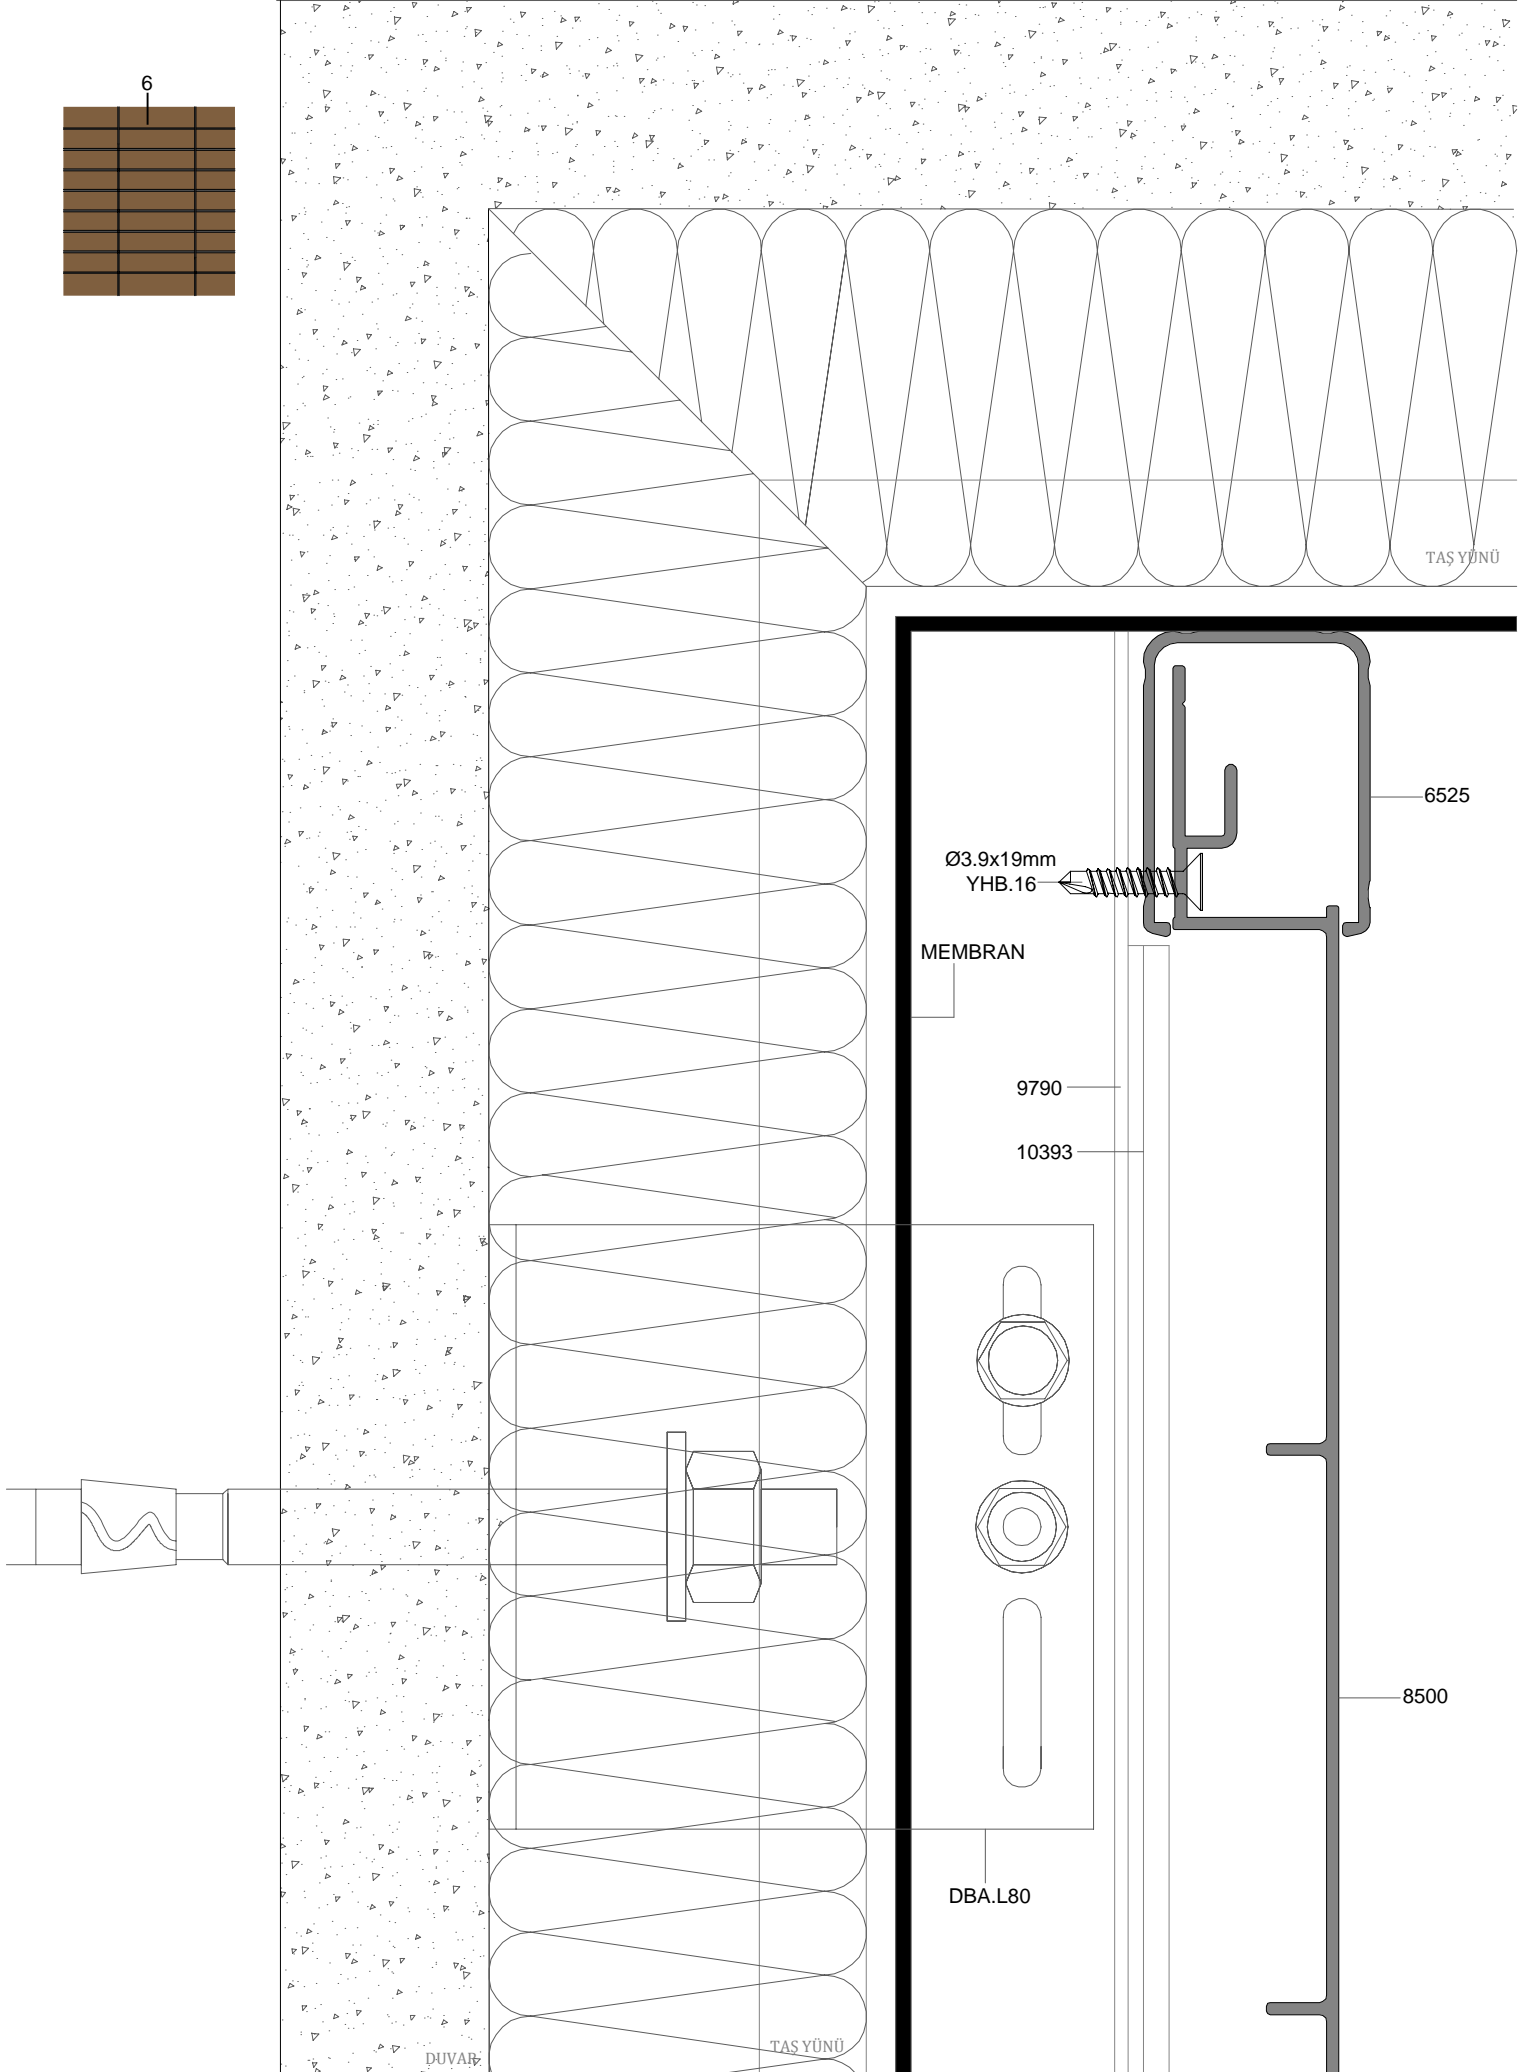 6
TAŞ YÜNÜ
6525
Ø3.9x19mm
YHB.16
MEMBRAN
9790
10393
8500
DBA.L80
TAŞ YÜNÜ
DUVAR